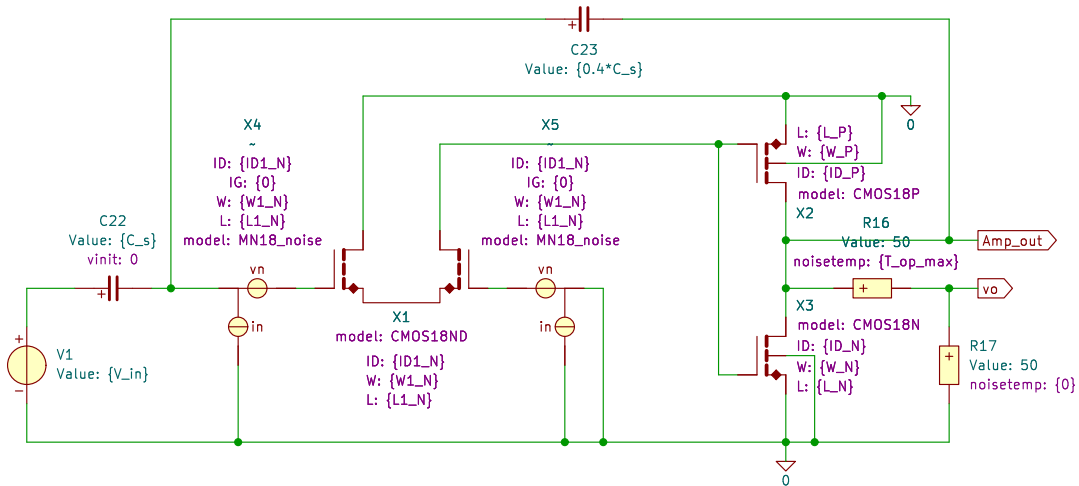 C23
Value: {0.4*C_s}
0
X4
~
ID: {ID1_N}
IG: {0}
W: {W1_N}
L: {L1_N}
model: MN18_noise
X5
~
ID: {ID1_N}
IG: {0}
W: {W1_N}
L: {L1_N}
model: MN18_noise
L: {L_P}
W: {W_P}
ID: {ID_P}
model: CMOS18P
X2
C22
Value: {C_s}
vinit: 0
+
vn
in
vn
in
X1
model: CMOS18ND
ID: {ID1_N}
W: {W1_N}
L: {L1_N}
R16
Value: 50
noisetemp: {T_op_max}
+
Amp_out
vo
X3
model: CMOS18N
ID: {ID_N}
W: {W_N}
L: {L_N}
+
V1
Value: {V_in}
-
+
R17
Value: 50
noisetemp: {0}
0